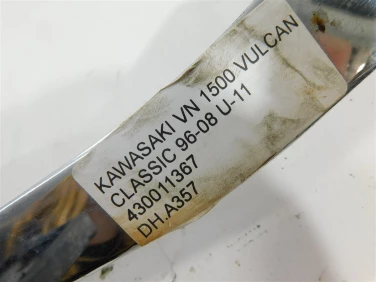 KAWASAKI VN 1500 VULCAN
CLASSIC 96-08 U-11
430011367
DH.A357